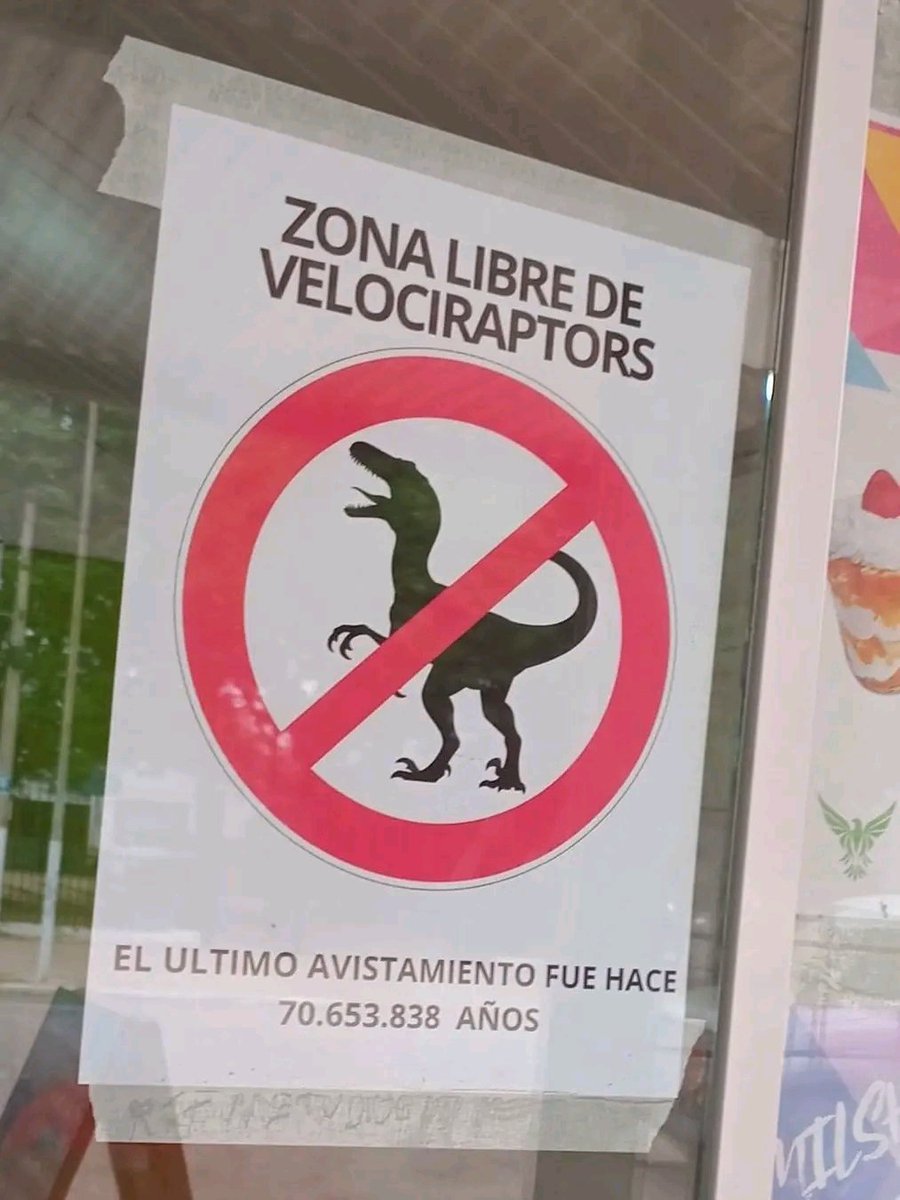 ZONA LIBRE DE
VELOCIRAPTORS
EL ULTIMO AVISTAMIENTO FUE HACE
70.653.838 AÑOS